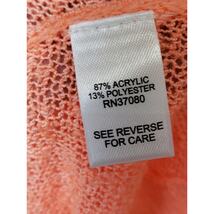 87% ACRYLIC
13% POLYESTER
RN37080
SEE REVERSE
FOR CARE